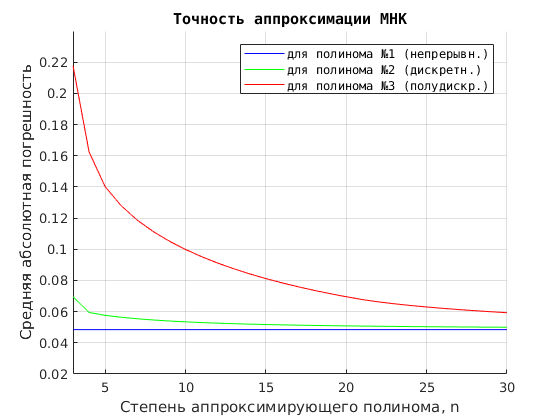 Точность аппроксимации МНК
для полинома №1 (непрерывн.)
для полинома №2 (дискретн.)
для полинома №3 (полудискр.)
Средняя абсолютная погрешность
0.22
0.2
0.18
0.16
0.14
0.12
0.1
0.08
0.06
0.04
0.02
5 10 15 20 25 30
Степень аппроксимирующего полинома, n